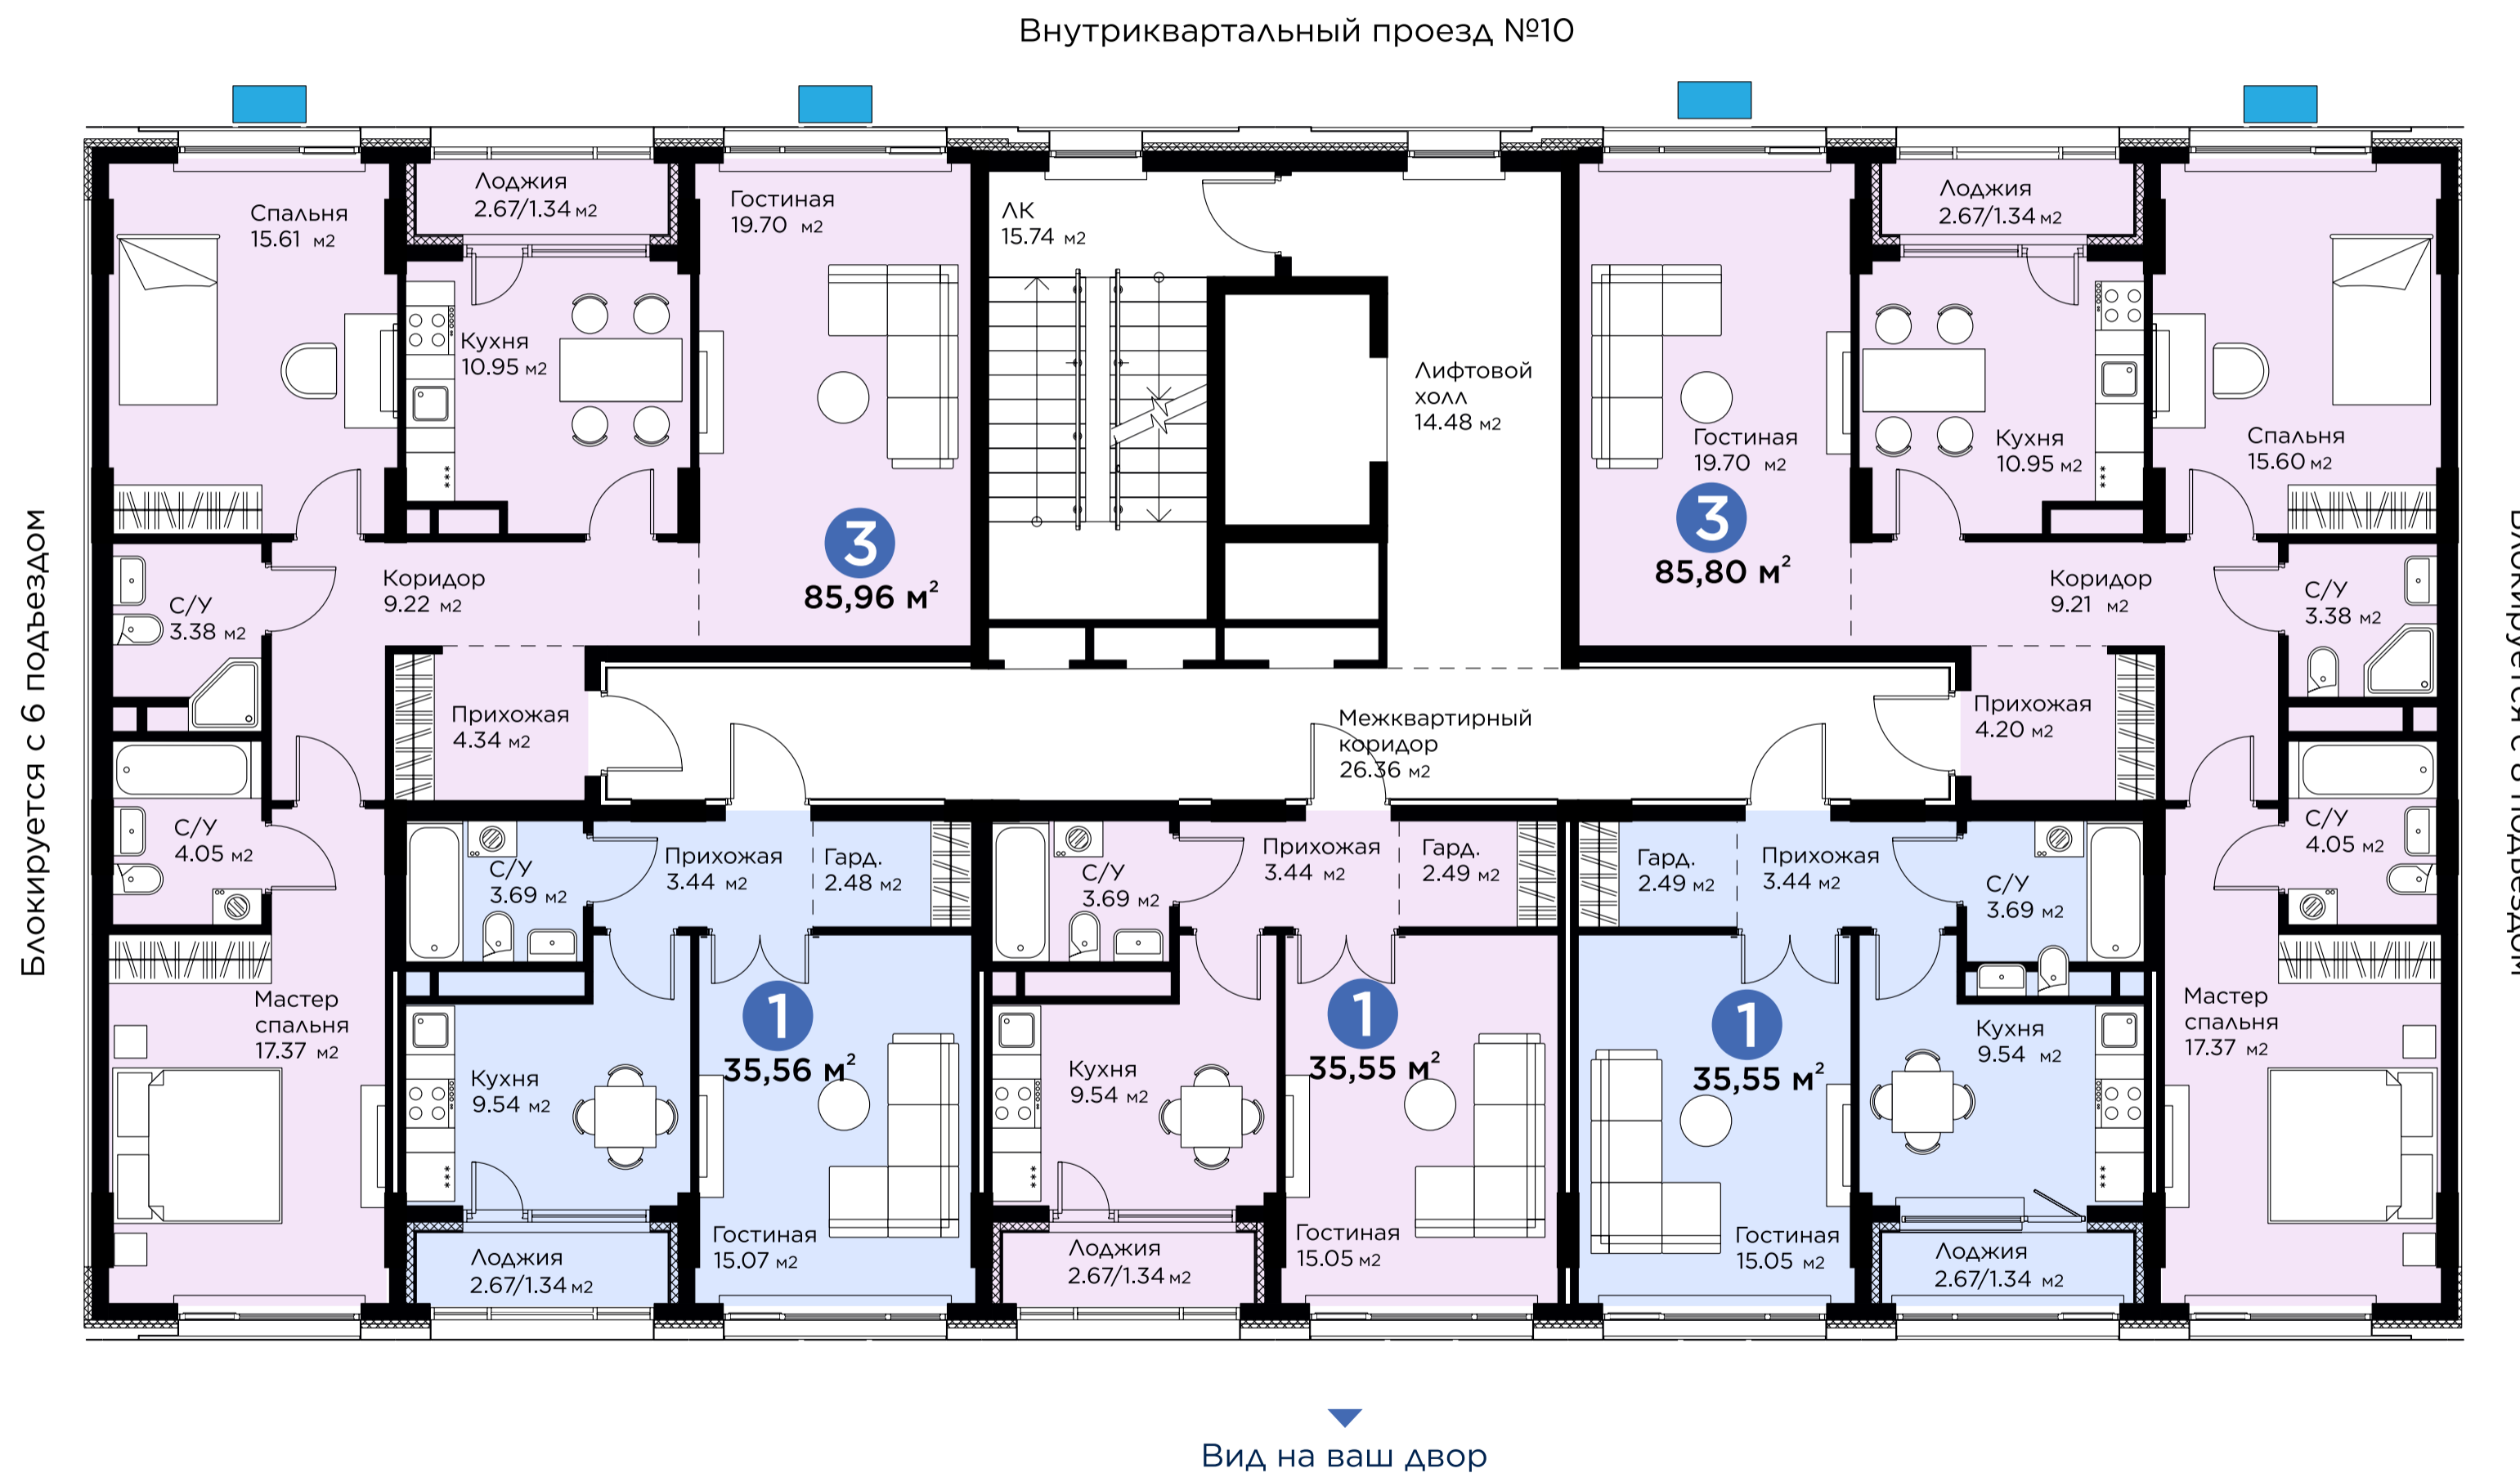 Внутриквартальный проезд №10
Блокируется с 6 подъездом
Спальня
15.61 м2
Лоджия
2.67/1.34 м2
Гостиная
19.70 м2
Кухня
10.95 м2
ЛК
15.74 м2
Лифтовой
холл
14.48 м2
Гостиная
19.70 м2
Лоджия
2.67/1.34 м2
Кухня
10.95 м2
Спальня
15.60 м2
3
85,96 м²
3
85,80 м²
С/У
3.38 м2
Коридор
9.22 м2
Коридор
9.21 м2
С/У
3.38 м2
Прихожая
4.34 м2
Межквартирный
коридор
26.36 м2
Прихожая
4.20 м2
С/У
4.05 м2
С/У
4.05 м2
С/У
3.69 м2
Прихожая
3.44 м2
Гард.
2.48 м2
С/У
3.69 м2
Прихожая
3.44 м2
Гард.
2.49 м2
Гард.
2.49 м2
Прихожая
3.44 м2
С/У
3.69 м2
Мастер
спальня
17.37 м2
1
35,56 м²
Кухня
9.54 м2
Гостиная
15.07 м2
Лоджия
2.67/1.34 м2
1
35,55 м²
Кухня
9.54 м2
Гостиная
15.05 м2
Лоджия
2.67/1.34 м2
1
35,55 м²
Кухня
9.54 м2
Гостиная
15.05 м2
Лоджия
2.67/1.34 м2
Мастер
спальня
17.37 м2
Вид на ваш двор